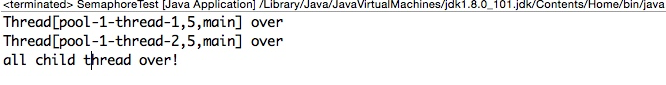 <terminated> SemaphoreTest [Java Application] /Library/Java/JavaVirtualMachines/jdk1.8.0_101.jdk/Contents/Home/bin/java
Thread[pool-1-thread-1,5,main] over
Thread[pool-1-thread-2,5,main] over
all child thread over!